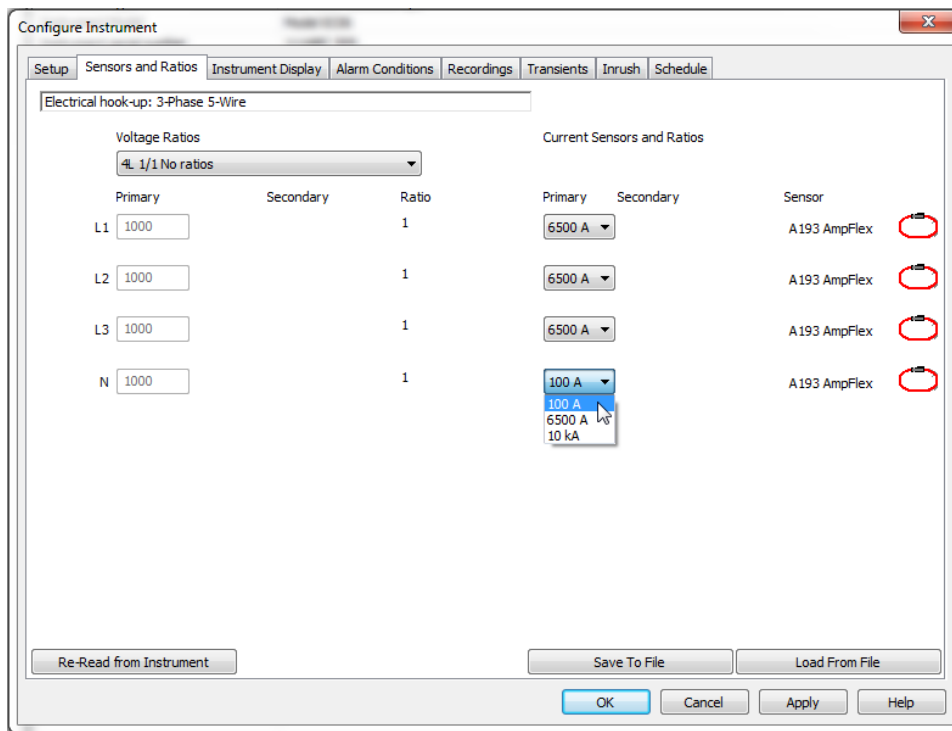 Configure Instrument
Setup Sensors and Ratios Instrument Display Alarm Conditions Recordings Transients Inrush Schedule
Electrical hook-up: 3-Phase 5-Wire
Voltage Ratios Current Sensors and Ratios
4L 1/1 No ratios
Primary Secondary Ratio Primary Secondary Sensor
L1 1000 1 6500 A A193 AmpFlex
L2 1000 1 6500 A A193 AmpFlex
L3 1000 1 6500 A A193 AmpFlex
N 1000 1 100 A A193 AmpFlex
100 A
6500 A
10 kA
Re-Read from Instrument Save To File Load From File
OK Cancel Apply Help